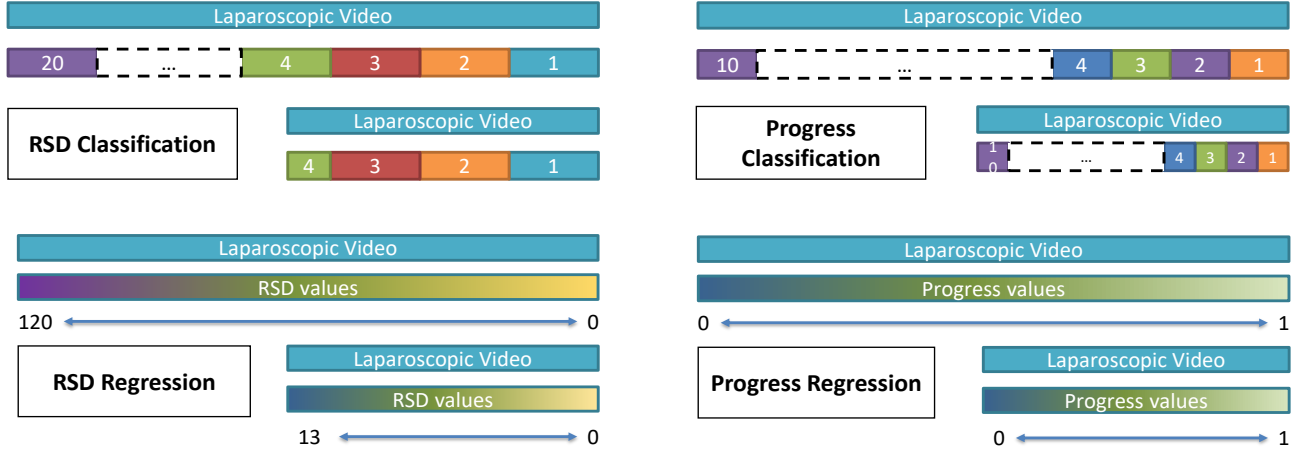 Laparoscopic Video
20 ... 4 3 2 1
RSD Classification
Laparoscopic Video
4 3 2 1
Laparoscopic Video
10 ... 4 3 2 1
Progress
Classification
Laparoscopic Video
10 ... 4 3 2 1
Laparoscopic Video
RSD values
120 0
RSD Regression
Laparoscopic Video
RSD values
13 0
Laparoscopic Video
Progress values
0 1
Progress Regression
Laparoscopic Video
Progress values
0 1